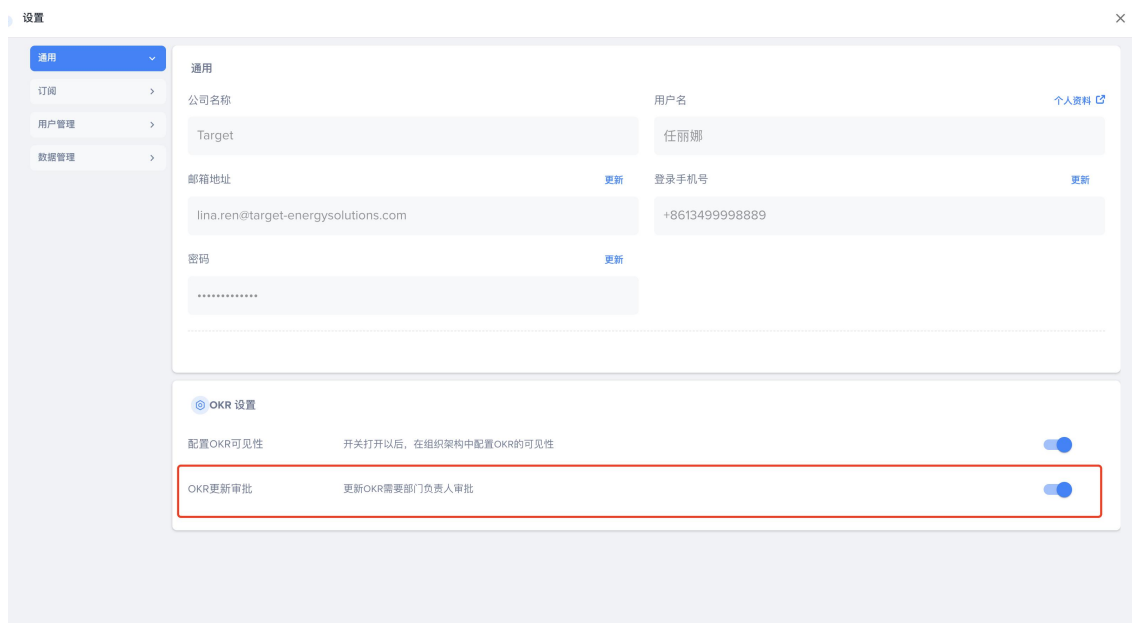 设置
通用
订阅
用户管理
数据管理
通用
公司名称
用户名
个人资料
Target
任丽娜
邮箱地址
更新
登录手机号
更新
lina.ren@target-energysolutions.com
+8613499998889
密码
更新
•••••••••••••
OKR 设置
配置OKR可见性
开关打开以后，在组织架构中配置OKR的可见性
OKR更新审批
更新OKR需要部门负责人审批